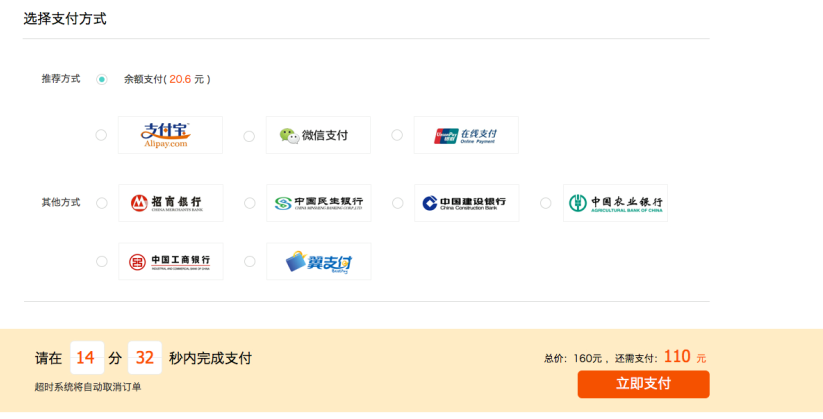 选择支付方式
推荐方式 余额支付( 20.6 元 )
支付宝 Alipay.com
微信支付
UnionPay 银联 在线支付 Online Payment
其他方式
招商银行 CHINA MERCHANTS BANK
中国民生银行 CHINA MINSHENG BANKING CORP.,LTD
中国建设银行 China Construction Bank
中国农业银行 AGRICULTURAL BANK OF CHINA
中国工商银行 INDUSTRIAL AND COMMERCIAL BANK OF CHINA
翼支付
请在 14 分 32 秒内完成支付
超时系统将自动取消订单
总价：160元 ，还需支付：110 元
立即支付